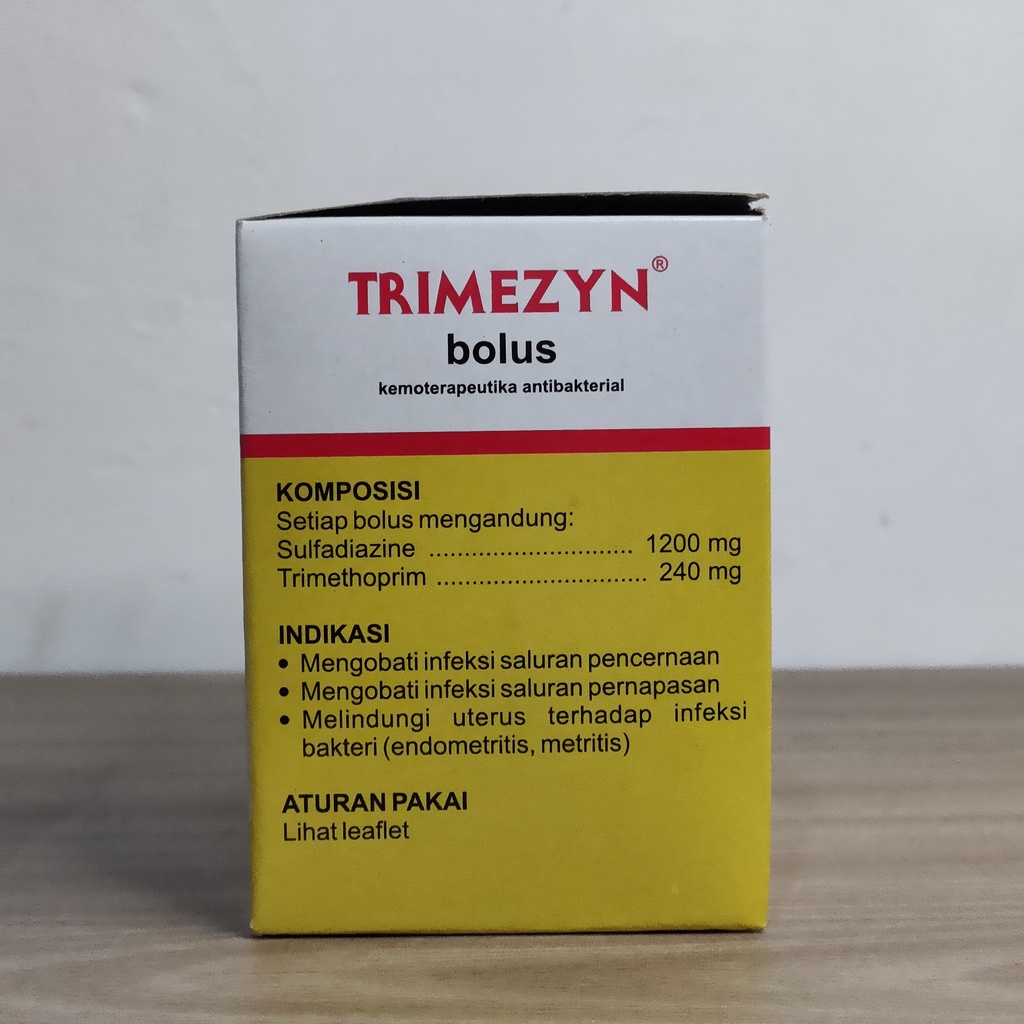 TRIMEZYN®
bolus
kemoterapeutika antibakterial
KOMPOSISI
Setiap bolus mengandung:
Sulfadiazine ............................. 1200 mg
Trimethoprim .............................. 240 mg
INDIKASI
• Mengobati infeksi saluran pencernaan
• Mengobati infeksi saluran pernapasan
• Melindungi uterus terhadap infeksi
bakteri (endometritis, metritis)
ATURAN PAKAI
Lihat leaflet